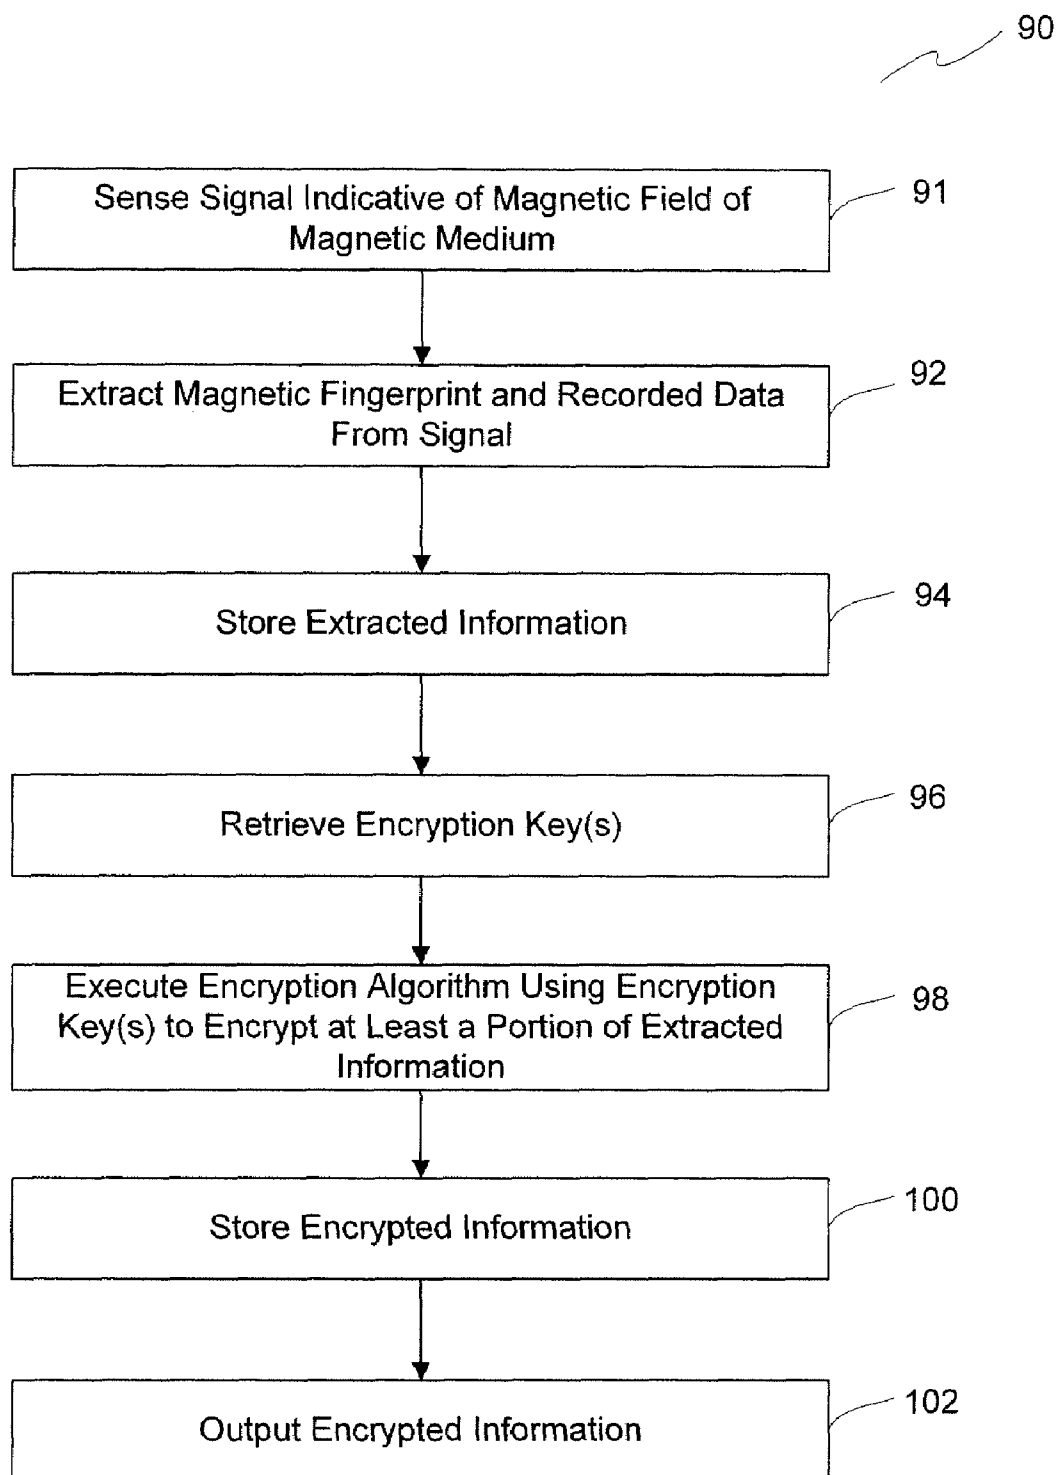 90
Sense Signal Indicative of Magnetic Field of
Magnetic Medium
91
Extract Magnetic Fingerprint and Recorded Data
From Signal
92
Store Extracted Information
94
Retrieve Encryption Key(s)
96
Execute Encryption Algorithm Using Encryption
Key(s) to Encrypt at Least a Portion of Extracted
Information
98
Store Encrypted Information
100
Output Encrypted Information
102